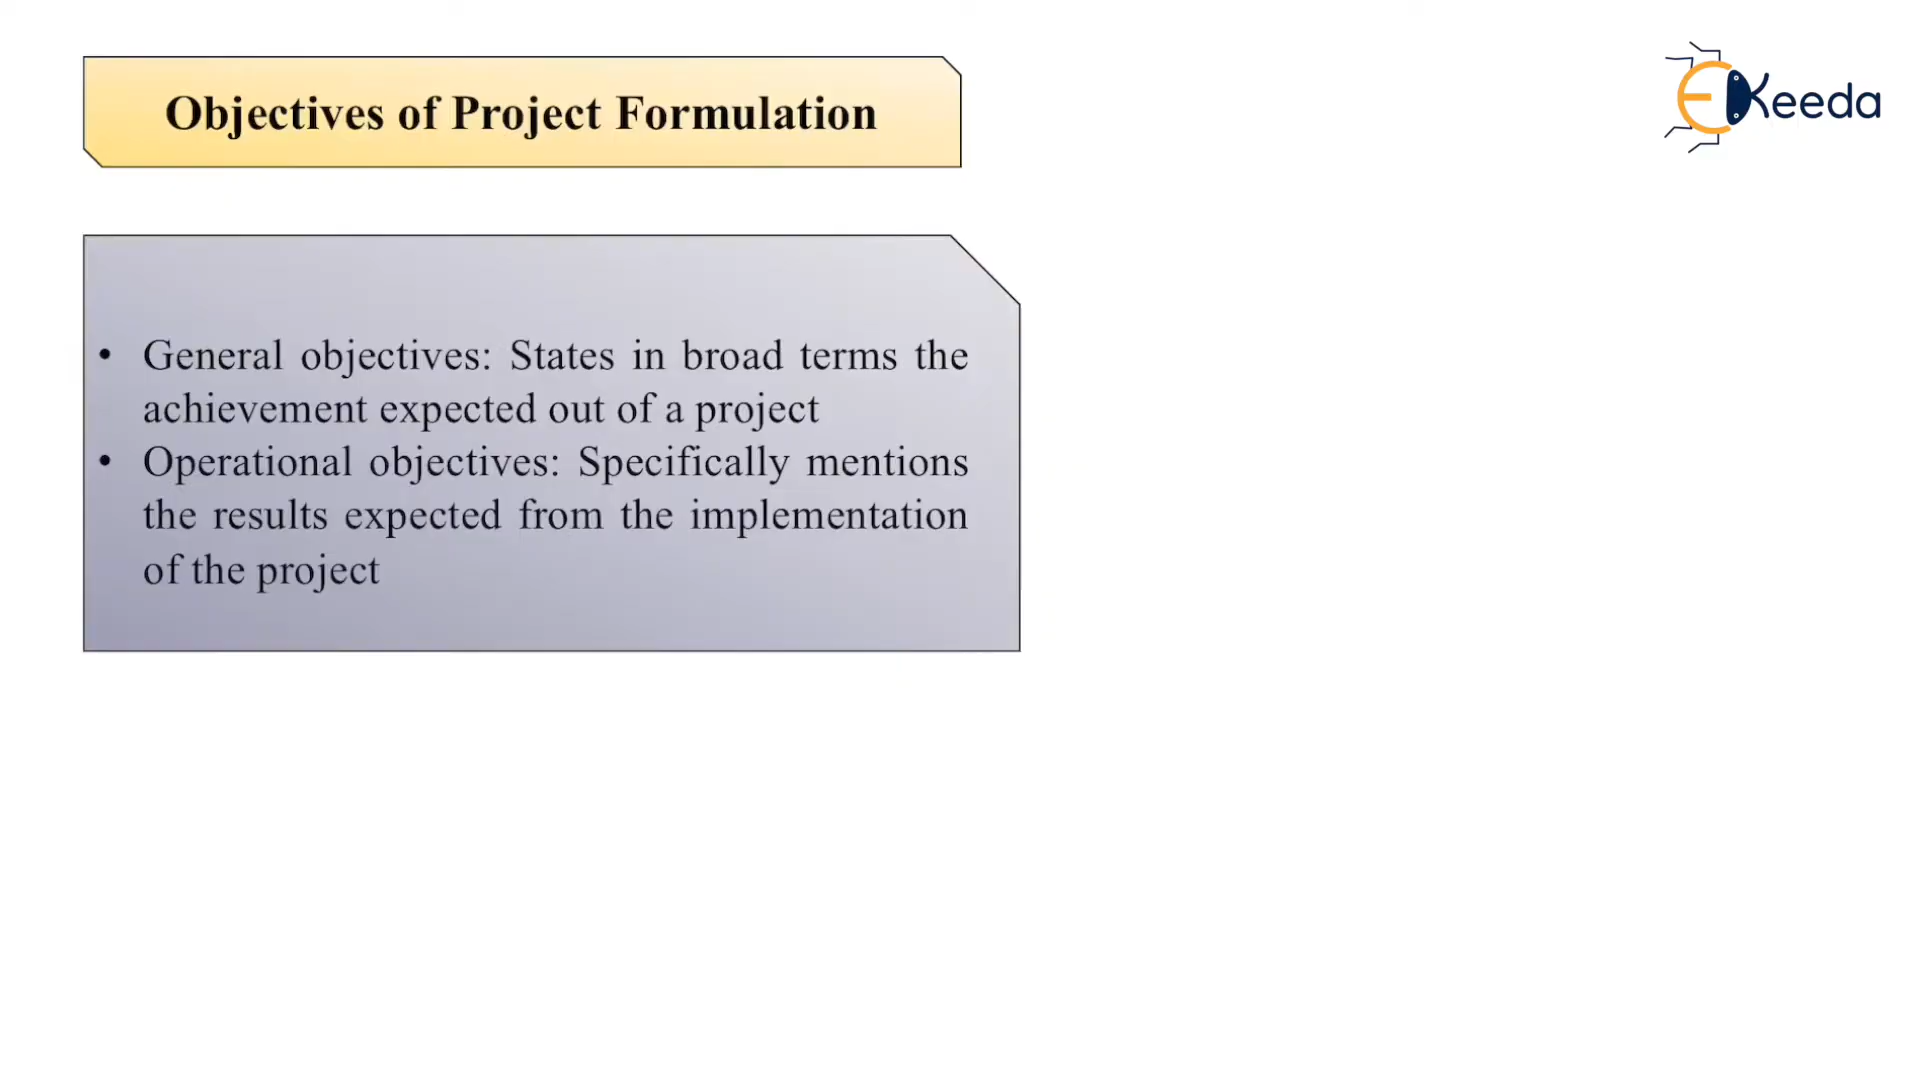 Objectives of Project Formulation
EKeeda
• General objectives: States in broad terms the
achievement expected out of a project
• Operational objectives: Specifically mentions
the results expected from the implementation
of the project